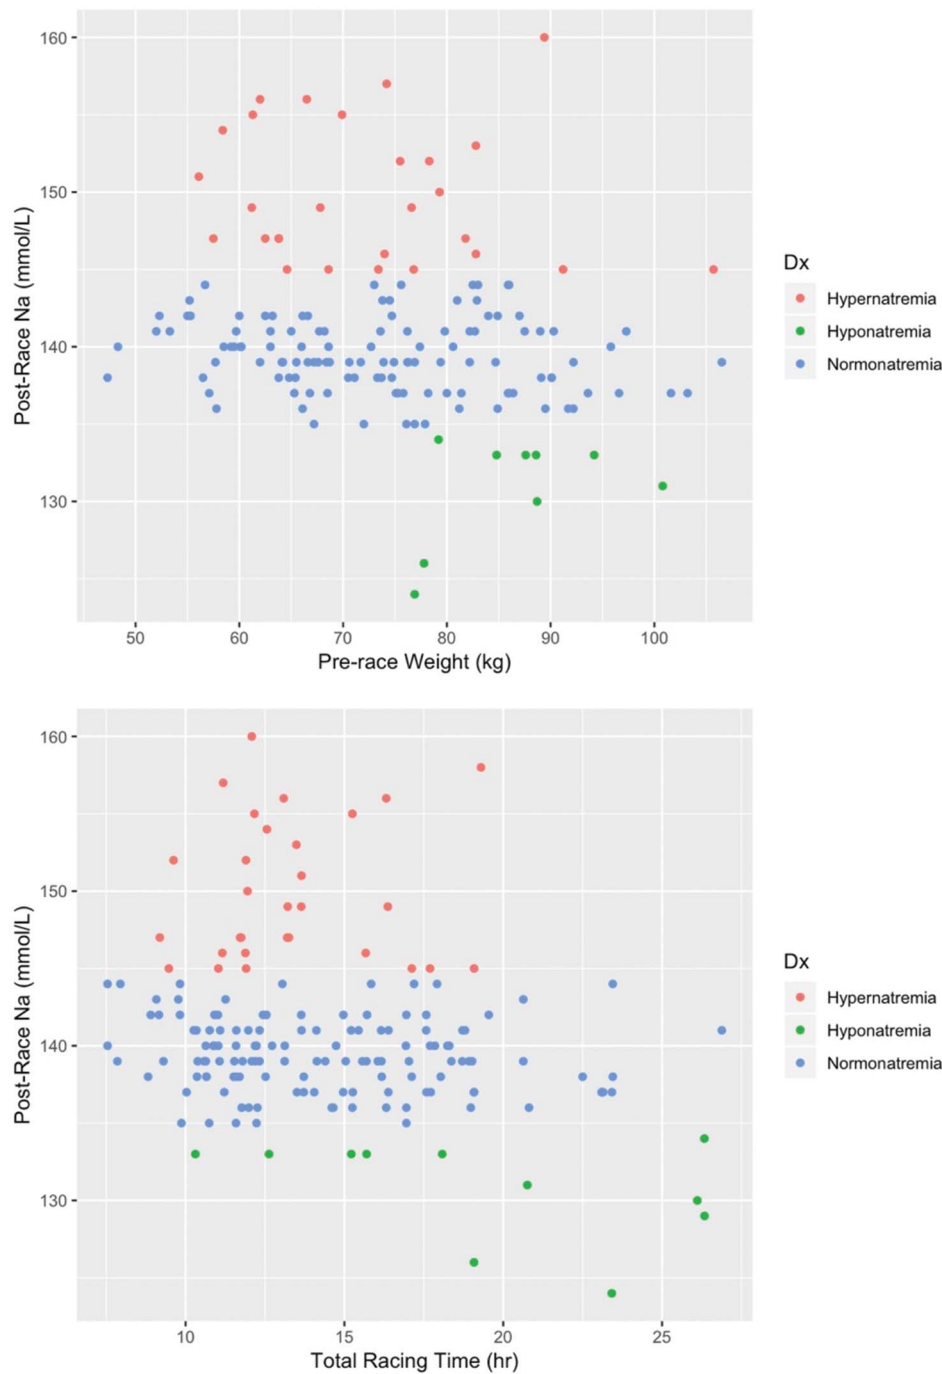 160
150
140
130
Post-Race Na (mmol/L)
50 60 70 80 90 100
Pre-race Weight (kg)
Dx
Hypernatremia
Hyponatremia
Normonatremia
160
150
140
130
Post-Race Na (mmol/L)
10 15 20 25
Total Racing Time (hr)
Dx
Hypernatremia
Hyponatremia
Normonatremia